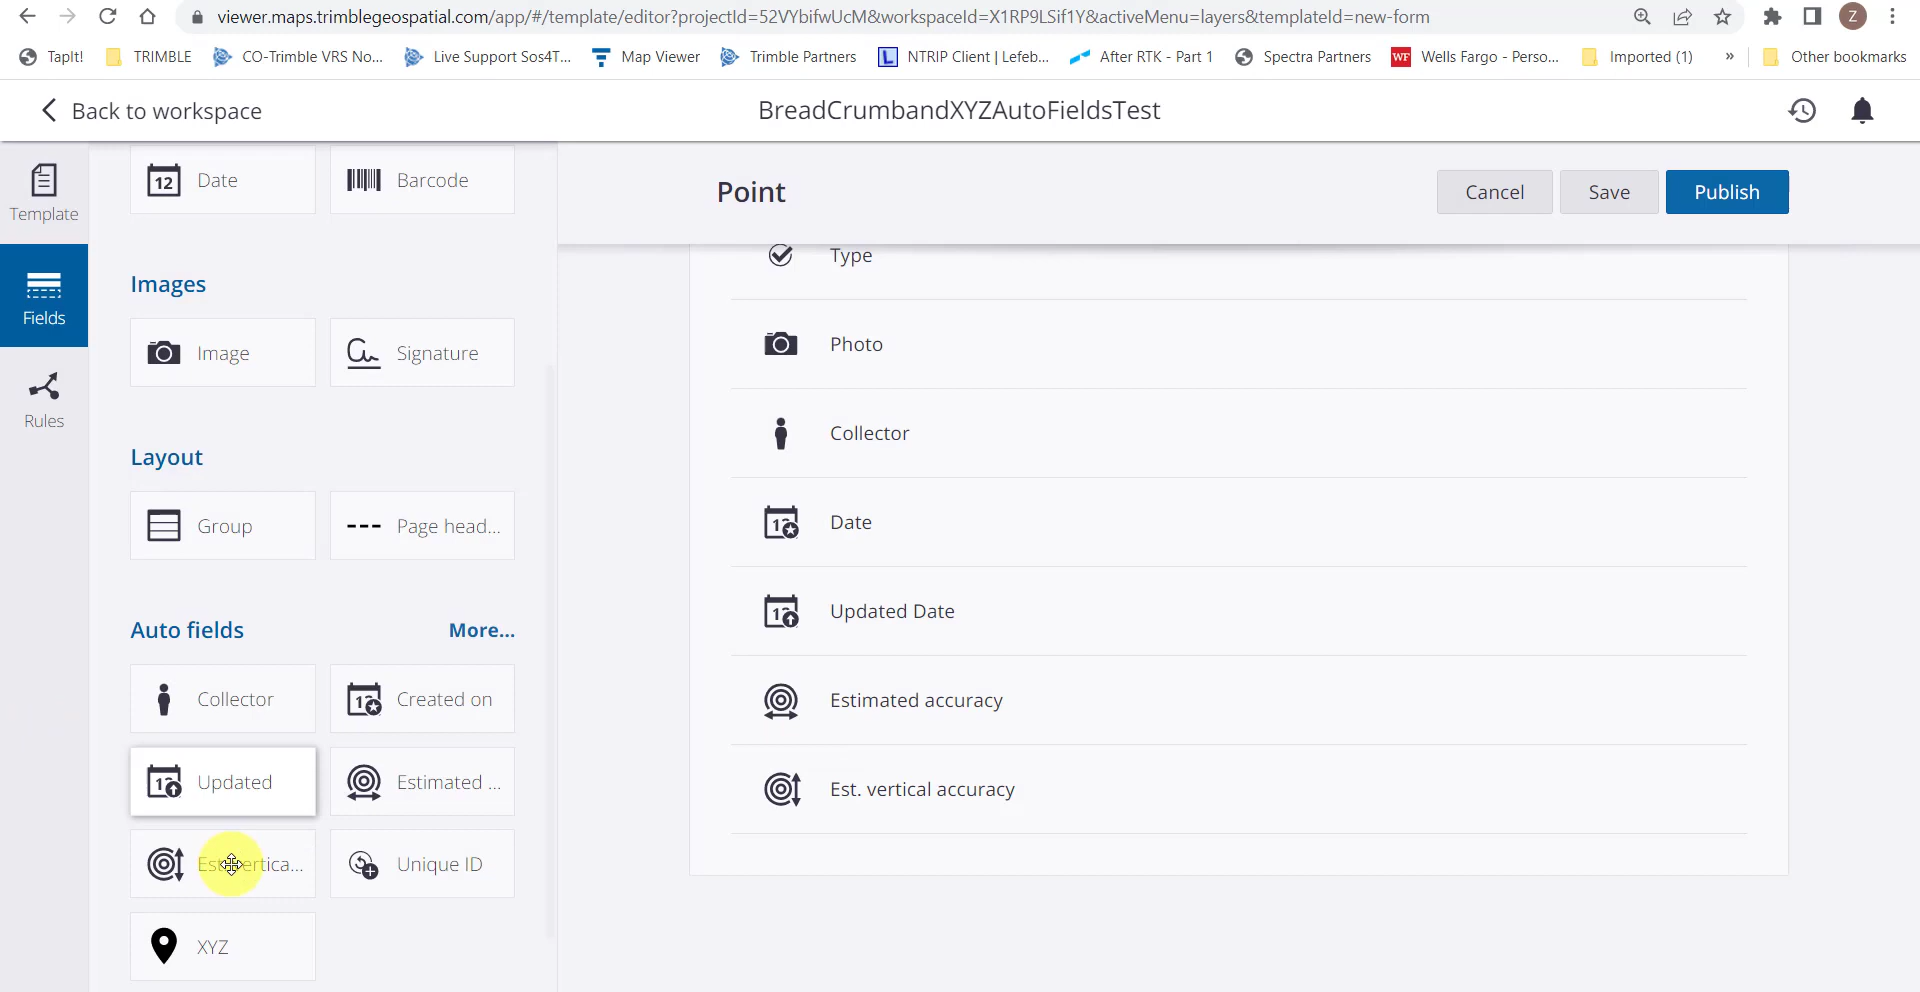 viewer.maps.trimblegeospatial.com/app/#/template/editor?projectId=52VYbifwUcM&workspaceId=X1RP9LSif1Y&activeMenu=layers&templateId=new-form
Z
TapIt!
TRIMBLE
CO-Trimble VRS No...
Live Support Sos4T...
Map Viewer
Trimble Partners
L
NTRIP Client | Lefeb...
After RTK - Part 1
Spectra Partners
WF
Wells Fargo - Perso...
Imported (1)
»
Other bookmarks
Back to workspace
BreadCrumbandXYZAutoFieldsTest
Template
Fields
Rules
12
Date
Barcode
Images
Image
Signature
Layout
Group
Page head...
Auto fields
More...
Collector
Created on
Updated
Estimated ...
Unique ID
XYZ
Point
Cancel
Save
Publish
Type
Photo
Collector
Date
Updated Date
Estimated accuracy
Est. vertical accuracy